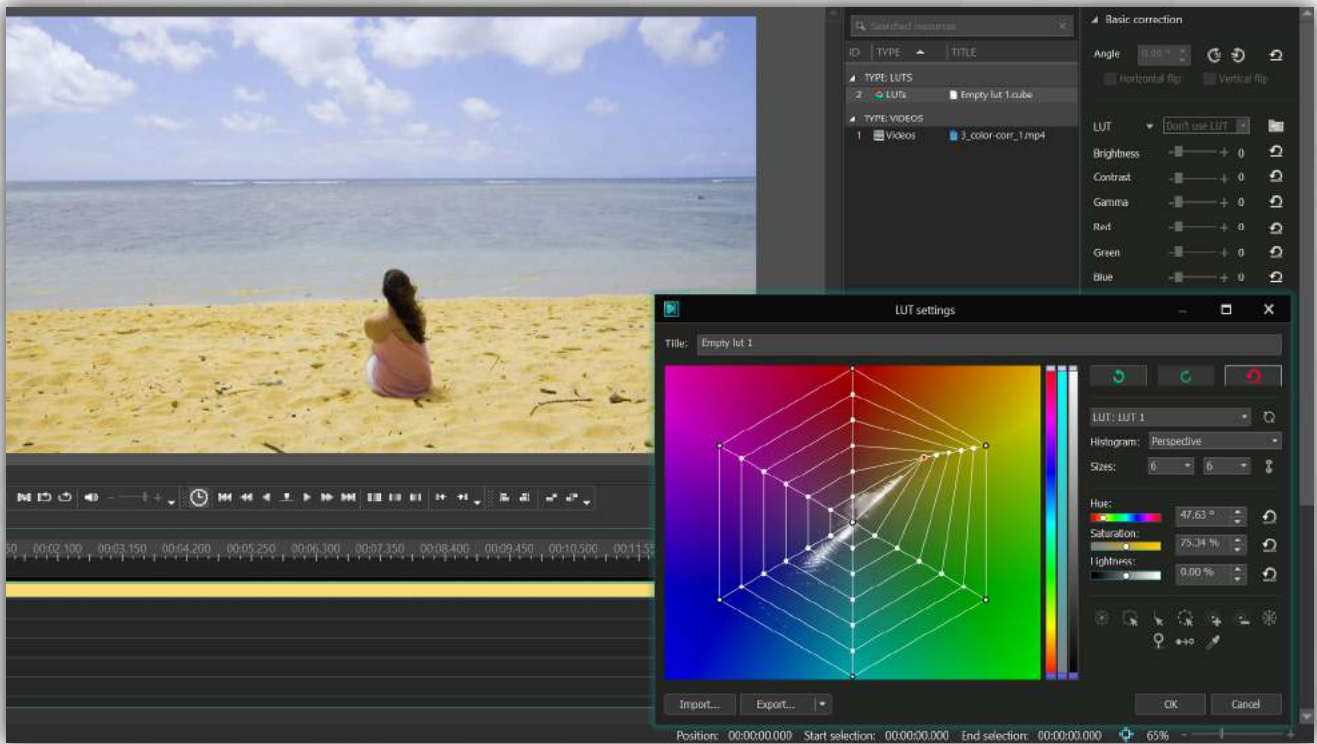 Searched resources
ID TYPE TITLE
TYPE: LUTS
2 LUTs Empty lut 1.cube
TYPE: VIDEOS
1 Videos 3_color-corr_1.mp4
Basic correction
Angle 0.00 °
Horizontal flip Vertical flip
LUT Don't use LUT
Brightness 0
Contrast 0
Gamma 0
Red 0
Green 0
Blue 0
LUT settings
Title: Empty lut 1
LUT: LUT 1
Histogram: Perspective
Sizes: 6 6
Hue: 47.63 °
Saturation: 75.34 %
Lightness: 0.00 %
Import... Export... OK Cancel
00:02.100 00:03.150 00:04.200 00:05.250 00:06.300 00:07.350 00:08.400 00:09.450 00:10.500
Position: 00:00:00.000 Start selection: 00:00:00.000 End selection: 00:00:00.000 65%